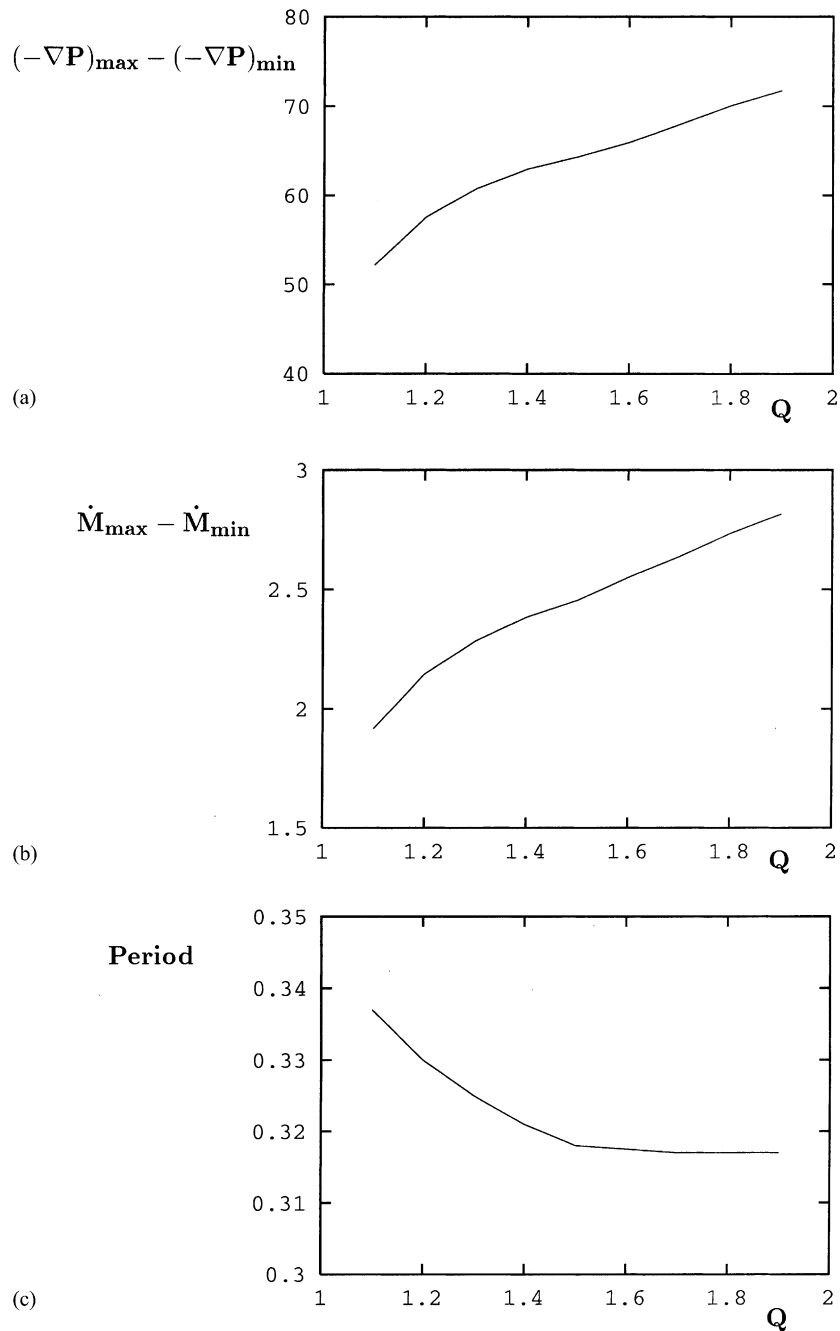 80
(−∇P)max − (−∇P)min
70
60
50
40
(a)
1 1.2 1.4 1.6 1.8 2
Q
3
Ṁmax − Ṁmin
2.5
2
1.5
(b)
1 1.2 1.4 1.6 1.8 2
Q
0.35
Period
0.34
0.33
0.32
0.31
0.3
(c)
1 1.2 1.4 1.6 1.8 2
Q